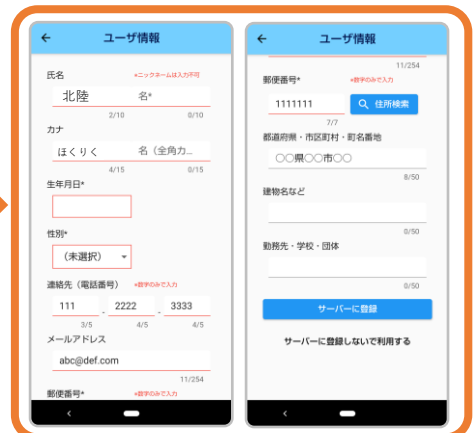 ← ユーザ情報
氏名 *ニックネームは入力不可
北陸 名*
2/10 0/10
カナ
ほくりく 名（全角カ...
4/15 0/15
生年月日*
性別*
（未選択）
連絡先（電話番号） *数字のみで入力
111 - 2222 - 3333
3/5 4/5 4/5
メールアドレス
abc@def.com
11/254
郵便番号* *数字のみで入力
← ユーザ情報
11/254
郵便番号* *数字のみで入力
1111111 住所検索
7/7
都道府県・市区町村・町名番地
○○県○○市○○
8/50
建物名など
0/50
勤務先・学校・団体
0/50
サーバーに登録
サーバーに登録しないで利用する